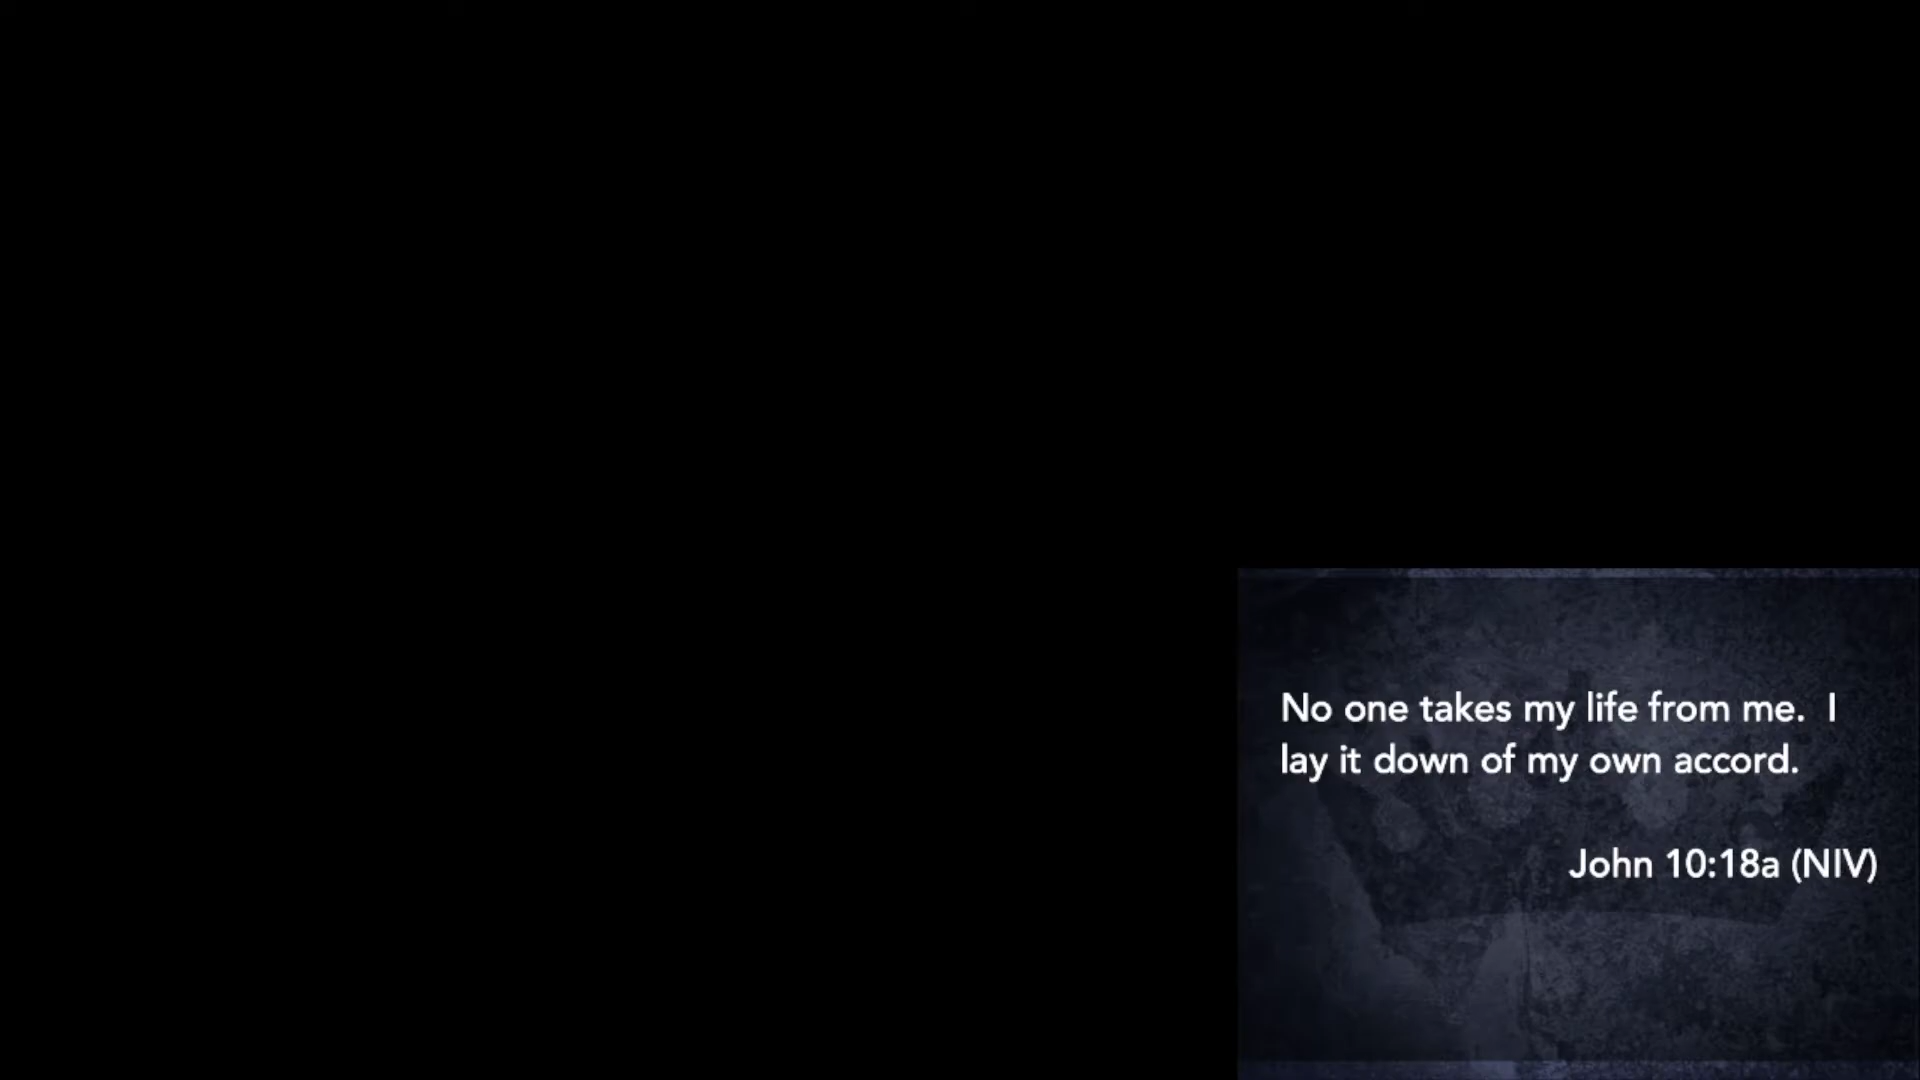 No one takes my life from me.  I
lay it down of my own accord.
John 10:18a (NIV)